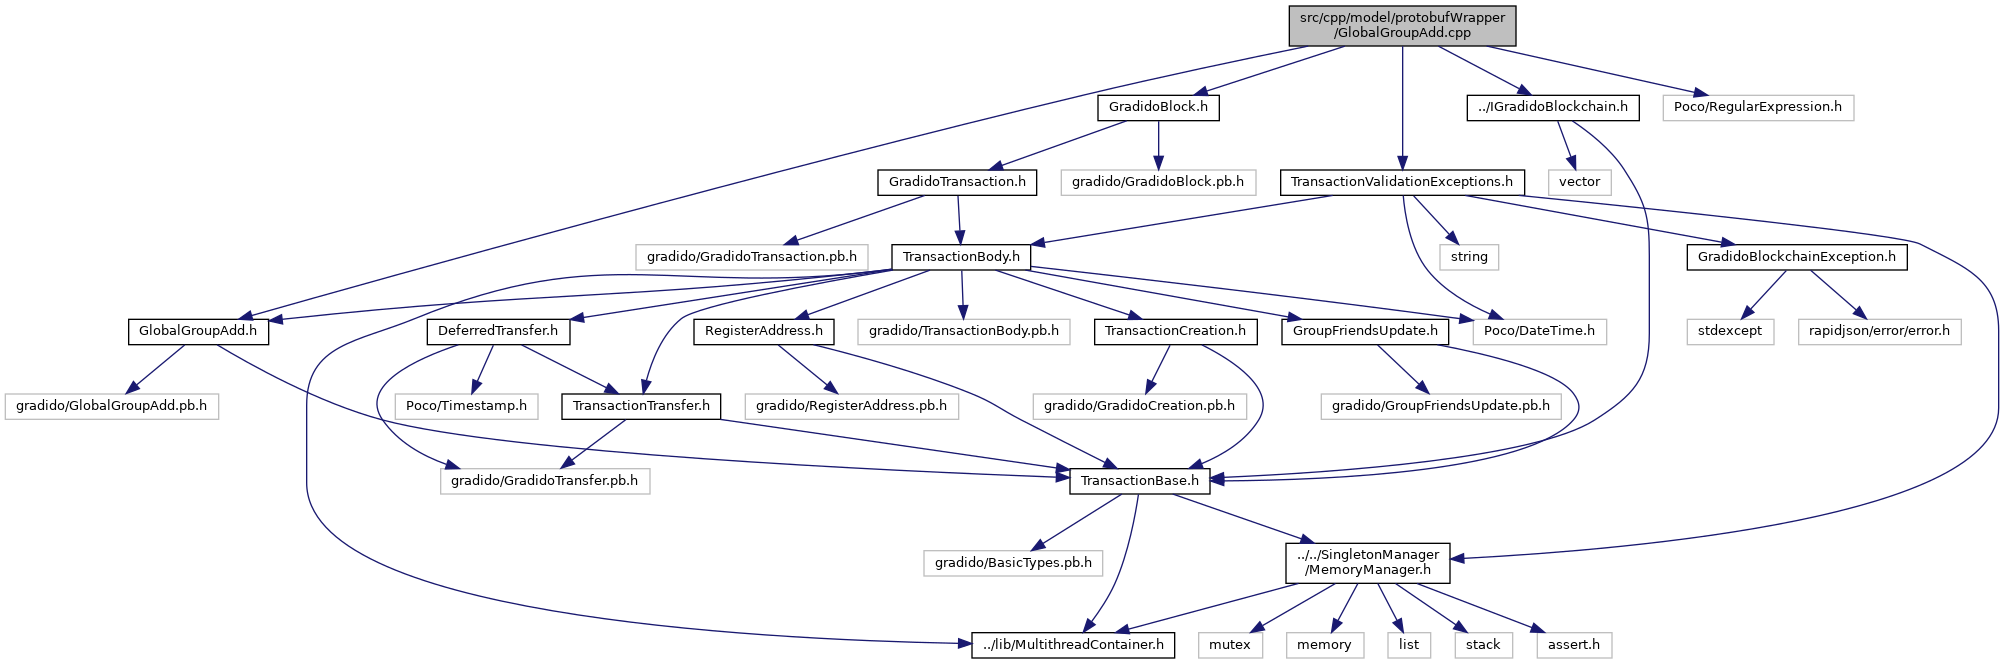 src/cpp/model/protobufWrapper
/GlobalGroupAdd.cpp
GradidoBlock.h
../IGradidoBlockchain.h
Poco/RegularExpression.h
GradidoTransaction.h
gradido/GradidoBlock.pb.h
TransactionValidationExceptions.h
vector
gradido/GradidoTransaction.pb.h
TransactionBody.h
string
GradidoBlockchainException.h
GlobalGroupAdd.h
DeferredTransfer.h
RegisterAddress.h
gradido/TransactionBody.pb.h
TransactionCreation.h
GroupFriendsUpdate.h
Poco/DateTime.h
stdexcept
rapidjson/error/error.h
gradido/GlobalGroupAdd.pb.h
Poco/Timestamp.h
TransactionTransfer.h
gradido/RegisterAddress.pb.h
gradido/GradidoCreation.pb.h
gradido/GroupFriendsUpdate.pb.h
gradido/GradidoTransfer.pb.h
TransactionBase.h
gradido/BasicTypes.pb.h
../../SingletonManager
/MemoryManager.h
../lib/MultithreadContainer.h
mutex
memory
list
stack
assert.h